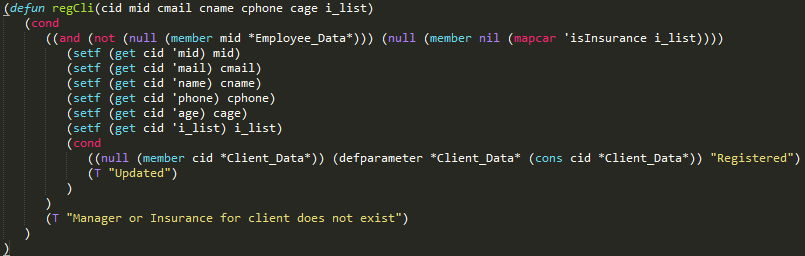 (defun regCli(cid mid cmail cname cphone cage i_list)
(cond
((and (not (null (member mid *Employee_Data*))) (null (member nil (mapcar 'isInsurance i_list))))
(setf (get cid 'mid) mid)
(setf (get cid 'mail) cmail)
(setf (get cid 'name) cname)
(setf (get cid 'phone) cphone)
(setf (get cid 'age) cage)
(setf (get cid 'i_list) i_list)
(cond
((null (member cid *Client_Data*)) (defparameter *Client_Data* (cons cid *Client_Data*)) "Registered")
(T "Updated")
)
)
(T "Manager or Insurance for client does not exist")
)
)